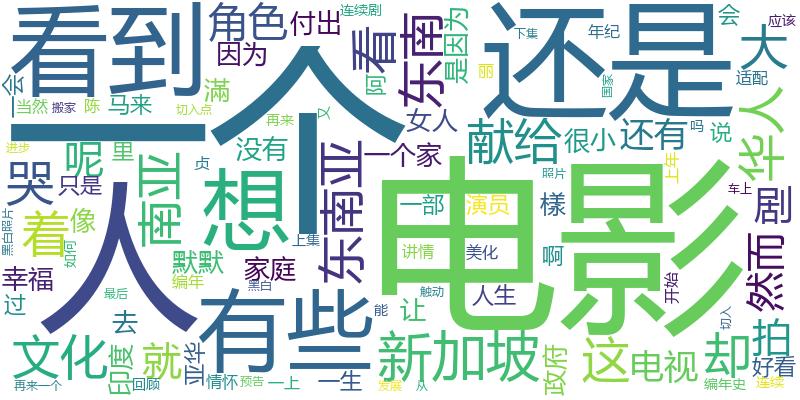 看到
一个
还是
电影
人
想
有些
新加坡
献给
文化
华人
东南亚
南亚
东南
角色
付出
连续剧
因为
看
阿
是因为
下集
年纪
会
应该
大
适配
丽
国家
一会
当然
搬家
陈
马来
滿
切入点
再来
又
女人
很小
还有
吗
说
上年
进步
哭
呢
里
没有
一个家
贞
只是
着
像
一部
演员
樣
照片
车上
剧
黑白照片
如何
上集
讲情
美化
啊
然而
默默
家庭
幸福
编年
黑白
过
最后
能
触动
人生
让
开始
切入
拍
去
印度
就
亚华
政府
这
电视
却
好看
再来一个
回顾
情怀
预告
一上
一生
发展
从
编年史
连续